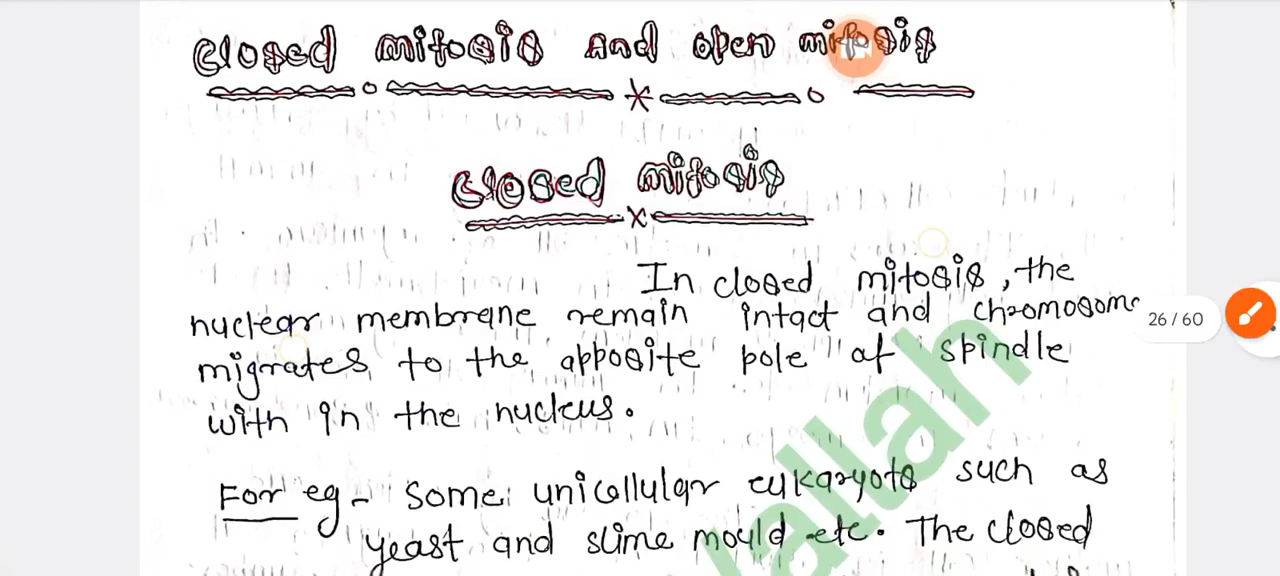 Closed mitosis And open mitosis
Closed mitosis
In closed mitosis, the
nuclear membrane remain intact and chromosome
26 / 60
migrates to the apposite pole of spindle
with in the nucleus.
For eg - Some unicellular eukaryots such as
yeast and slime mould etc. The closed
wallah